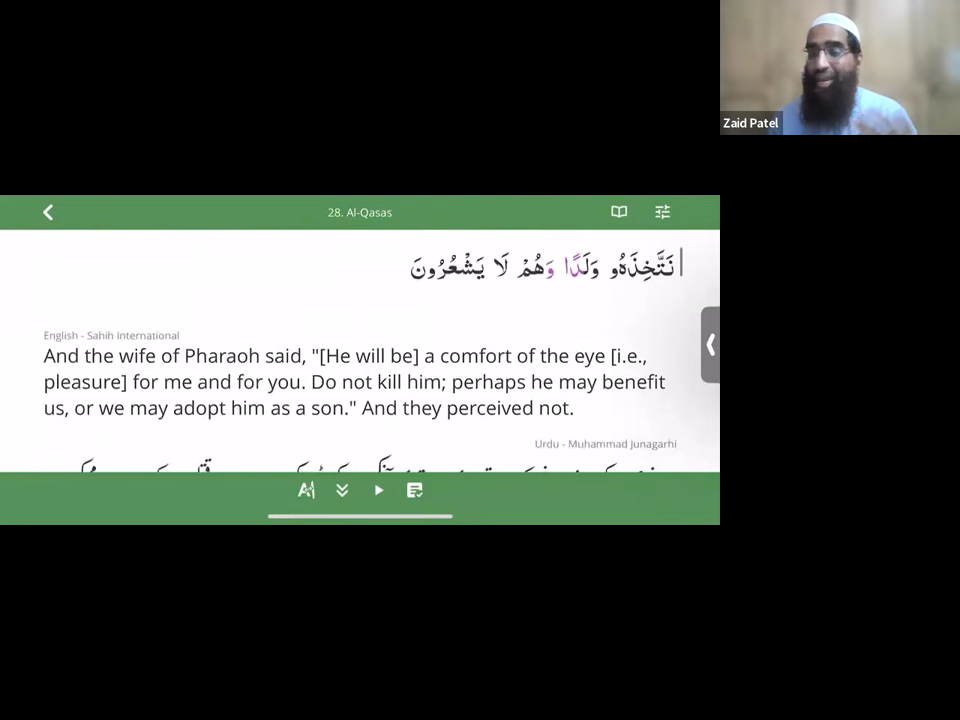 Zaid Patel
28. Al-Qasas
نَتَّخِذَهُۥ وَلَدًا وَهُمْ لَا يَشْعُرُونَ
English - Sahih International
And the wife of Pharaoh said, "[He will be] a comfort of the eye [i.e.,
pleasure] for me and for you. Do not kill him; perhaps he may benefit
us, or we may adopt him as a son." And they perceived not.
Urdu - Muhammad Junagarhi